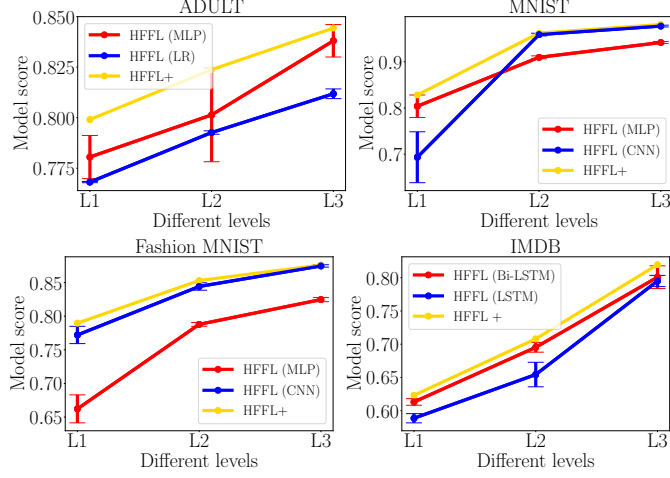 ADULT
0.850
0.825
0.800
0.775
Model score
HFFL (MLP)
HFFL (LR)
HFFL+
L1 L2 L3
Different levels
MNIST
0.9
0.8
0.7
Model score
HFFL (MLP)
HFFL (CNN)
HFFL+
L1 L2 L3
Different levels
Fashion MNIST
0.85
0.80
0.75
0.70
0.65
Model score
HFFL (MLP)
HFFL (CNN)
HFFL+
L1 L2 L3
Different levels
IMDB
0.80
0.70
0.65
0.60
Model score
HFFL (Bi-LSTM)
HFFL (LSTM)
HFFL +
L1 L2 L3
Different levels